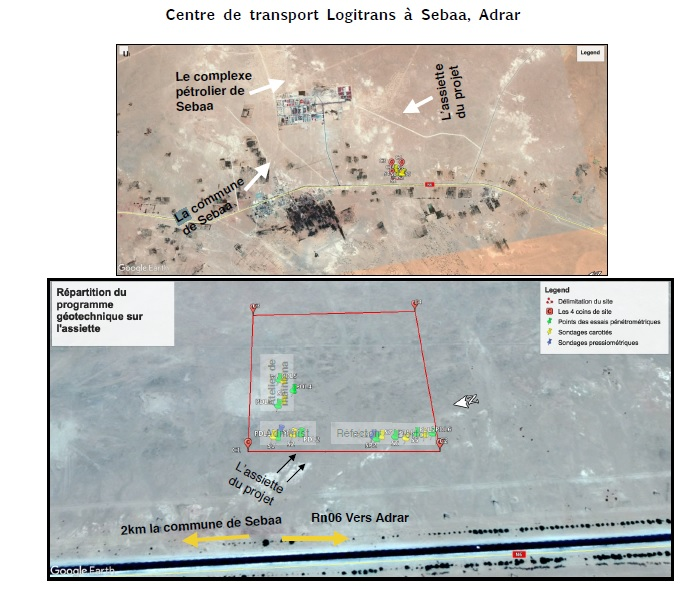 Centre de transport Logitrans à Sebaa, Adrar
Legend
Le complexe
pétrolier de
Sebaa
L'assiette
du projet
La commune
de Sebaa
N6
Google Earth
Répartition du
programme
géotechnique sur
l'assiette
Legend
Délimitation du site
Les 4 coins de site
Points des essais pénétrométriques
Sondages carottés
Sondages pressiométriques
Atelier de
L'assiette
du projet
2km la commune de Sebaa
Rn06 Vers Adrar
N6
Google Earth